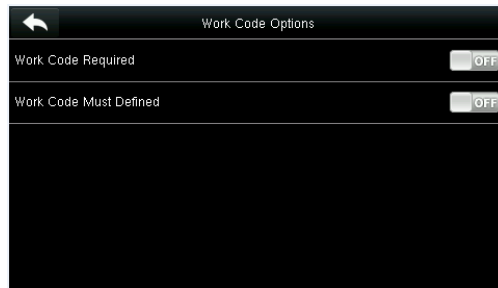 Work Code Options
Work Code Required
OFF
Work Code Must Defined
OFF